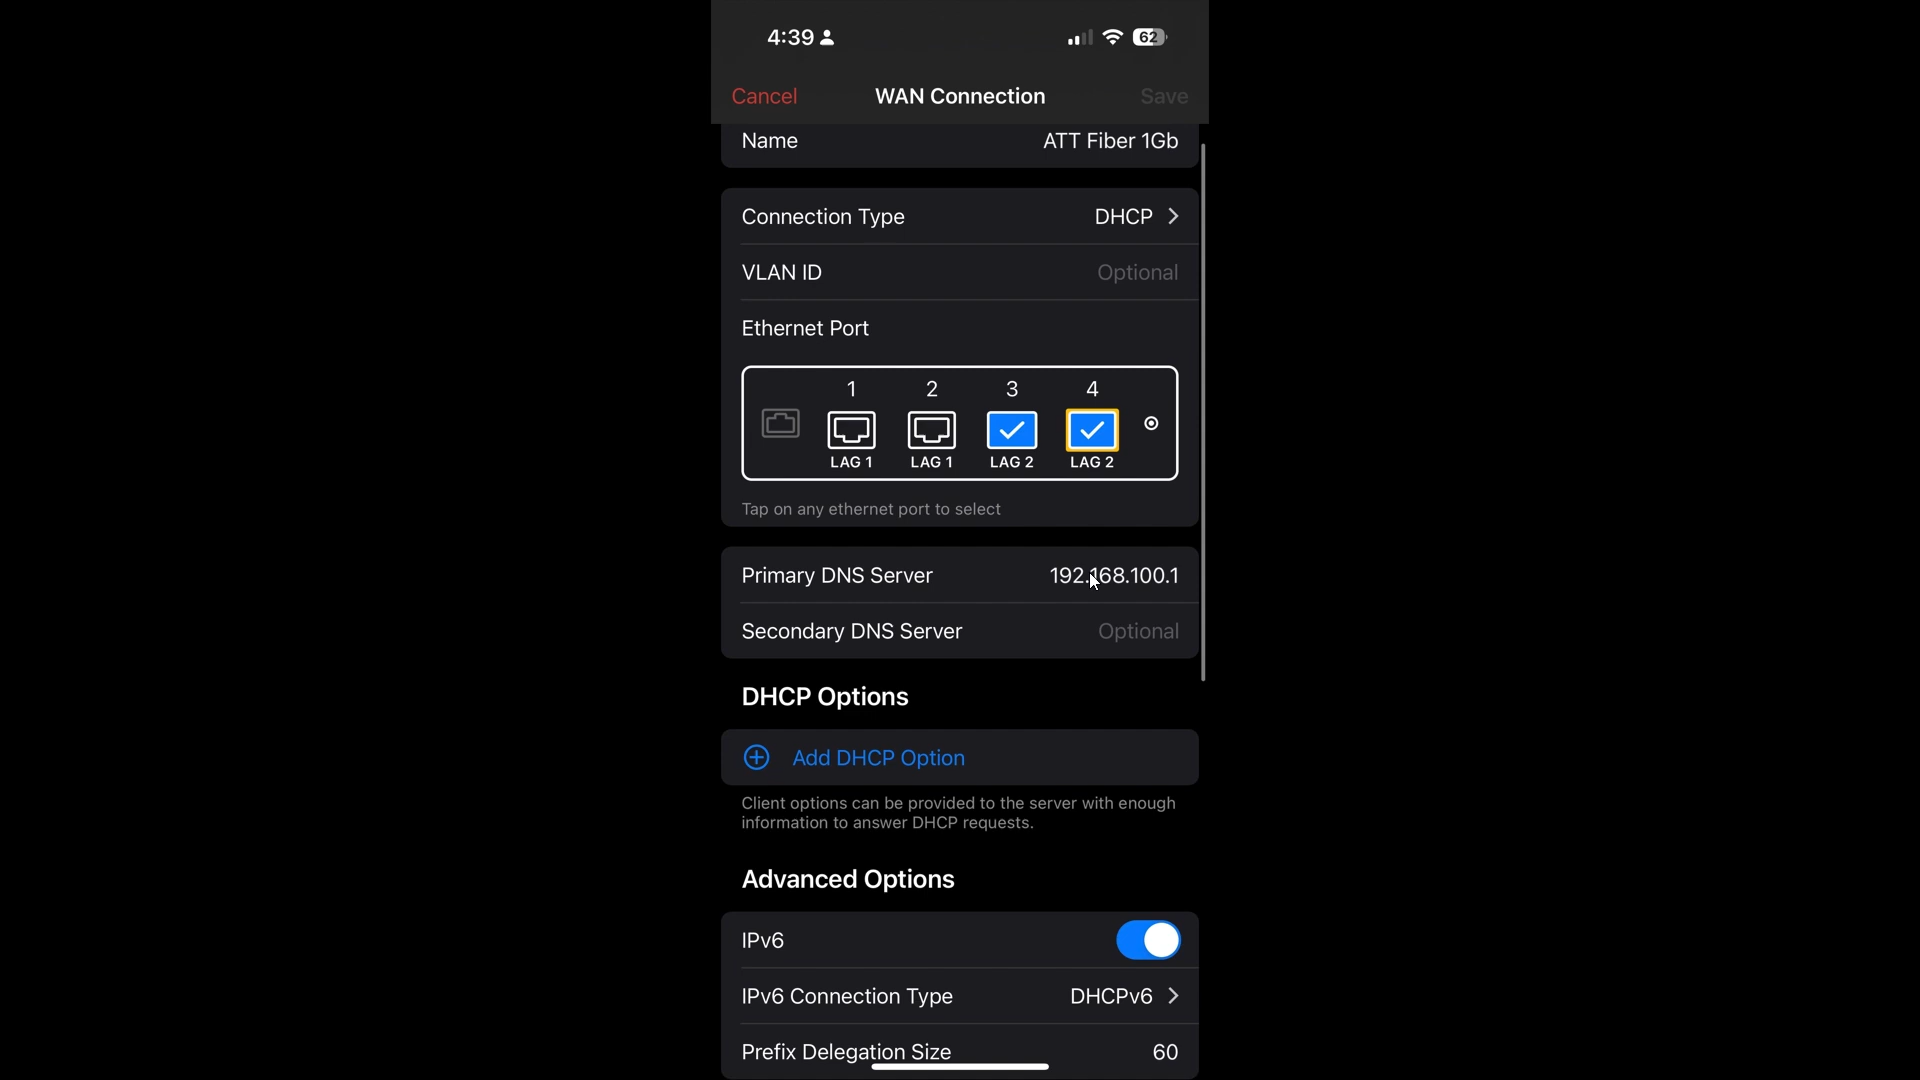 4:39
62
Cancel WAN Connection Save
Name ATT Fiber 1Gb
Connection Type DHCP
VLAN ID Optional
Ethernet Port
1 2 3 4
LAG 1 LAG 1 LAG 2 LAG 2
Tap on any ethernet port to select
Primary DNS Server 192.168.100.1
Secondary DNS Server Optional
DHCP Options
Add DHCP Option
Client options can be provided to the server with enough
information to answer DHCP requests.
Advanced Options
IPv6
IPv6 Connection Type DHCPv6
Prefix Delegation Size 60